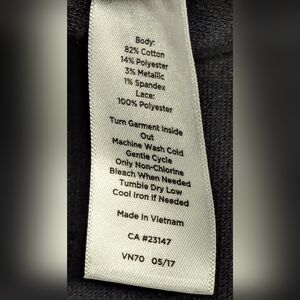 Body:
82% Cotton
14% Polyester
3% Metallic
1% Spandex
Lace:
100% Polyester
Turn Garment Inside
Out
Machine Wash Cold
Gentle Cycle
Only Non-Chlorine
Bleach When Needed
Tumble Dry Low
Cool Iron If Needed
Made in Vietnam
CA #23147
VN70 05/17